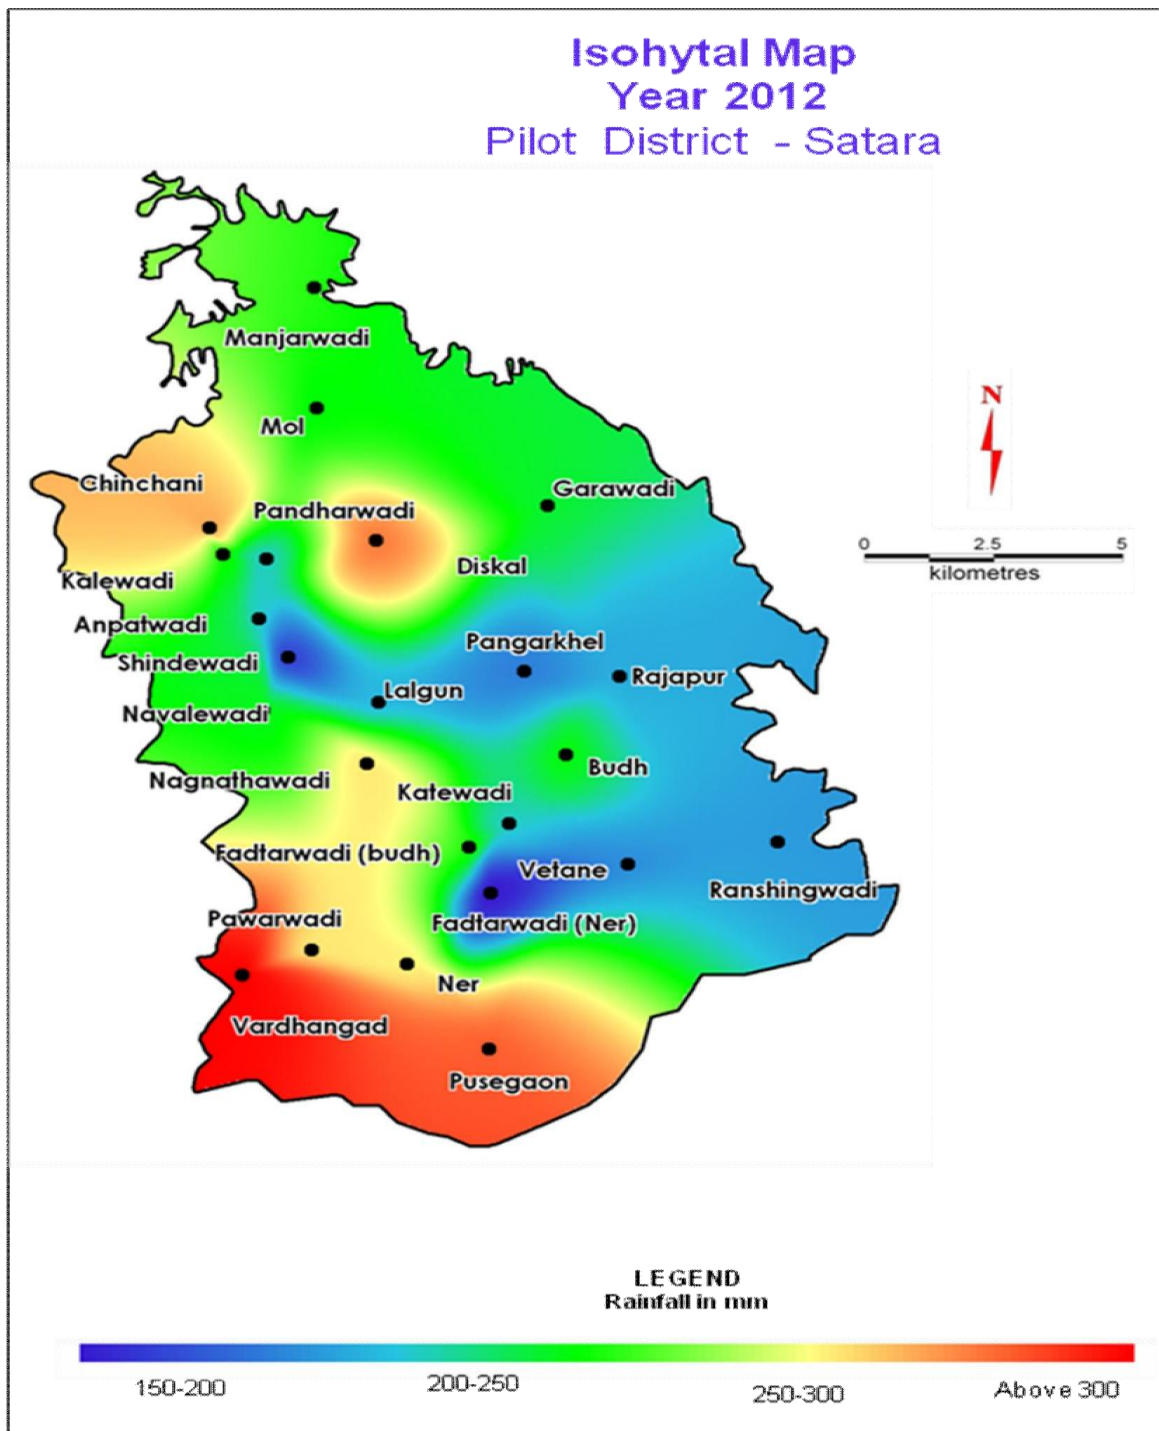 Isohytal Map
Year 2012
Pilot District - Satara
Manjarwadi
Mol
N
Chinchani
Garawadi
Pandharwadi
0 2.5 5
kilometres
Diskal
Kalewadi
Anpatwadi
Pangarkhel
Shindewadi
Rajapur
Lalgun
Navalewadi
Budh
Nagnathawadi
Katewadi
Fadtarwadi (budh)
Vetane
Ranshingwadi
Pawarwadi
Fadtarwadi (Ner)
Ner
Vardhangad
Pusegaon
LEGEND
Rainfall in mm
150-200 200-250 250-300 Above 300